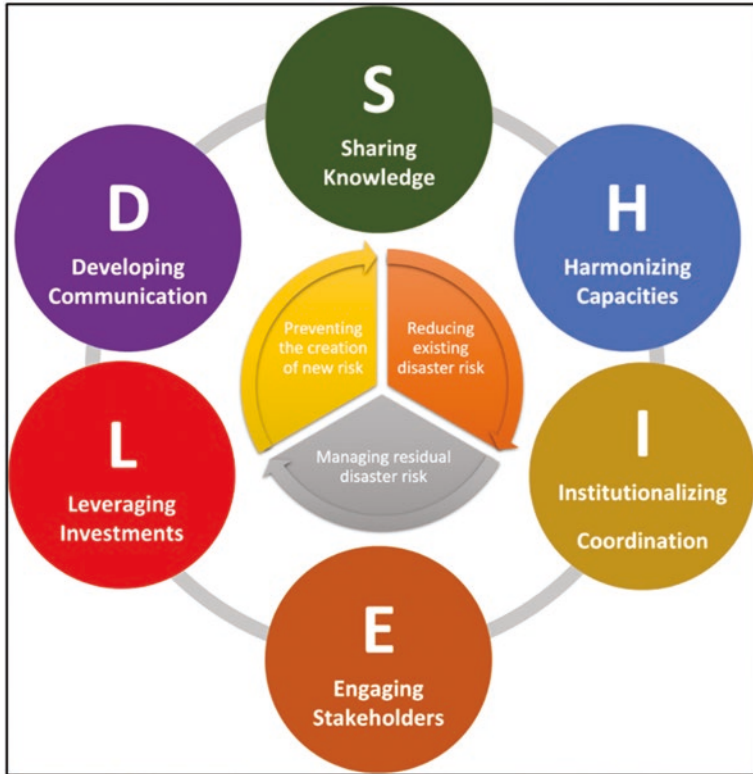 S
Sharing
Knowledge
H
Harmonizing
Capacities
I
Institutionalizing
Coordination
E
Engaging
Stakeholders
L
Leveraging
Investments
D
Developing
Communication
Preventing
the creation
of new risk
Reducing
existing
disaster risk
Managing residual
disaster risk